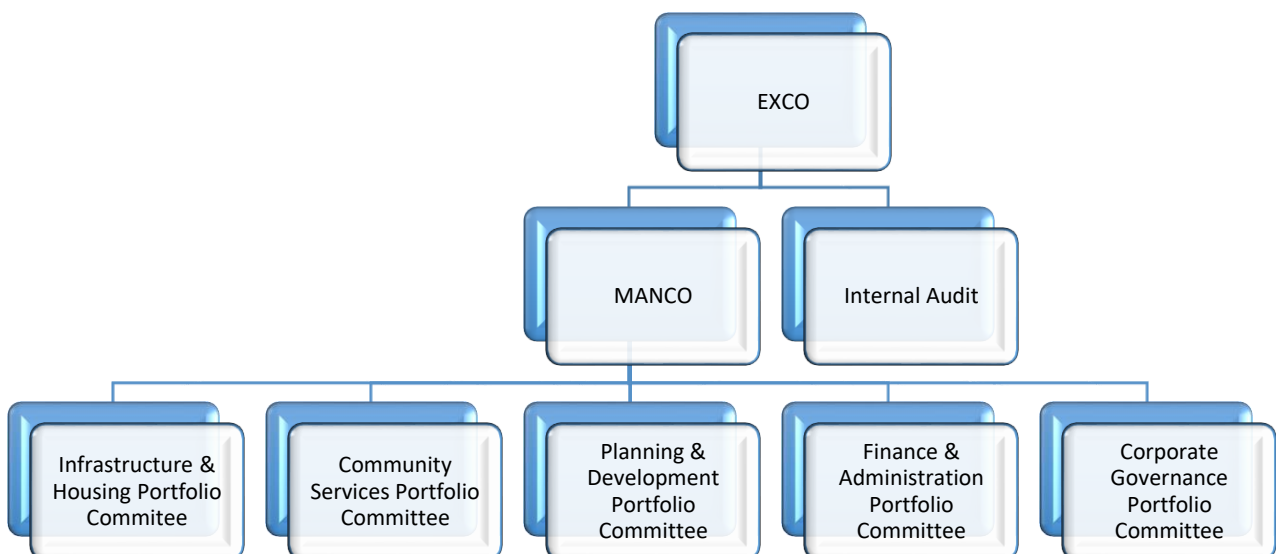 EXCO
MANCO
Internal Audit
Infrastructure &
Housing Portfolio
Commitee
Community
Services Portfolio
Committee
Planning &
Development
Portfolio
Committee
Finance &
Administration
Portfolio
Committee
Corporate
Governance
Portfolio
Committee